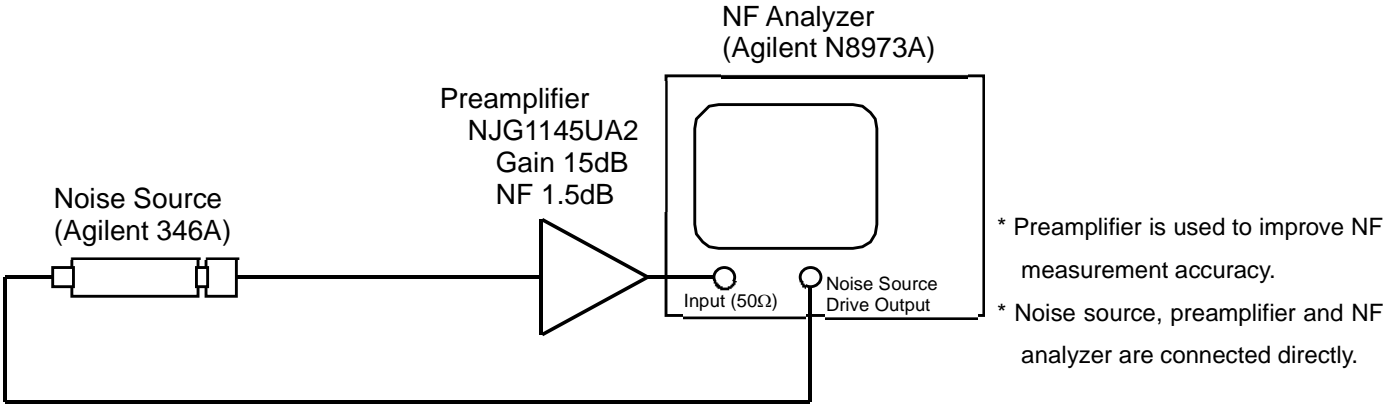 NF Analyzer
(Agilent N8973A)
Preamplifier
NJG1145UA2
Gain 15dB
NF 1.5dB
Noise Source
(Agilent 346A)
Input (50Ω)
Noise Source
Drive Output
* Preamplifier is used to improve NF
measurement accuracy.
* Noise source, preamplifier and NF
analyzer are connected directly.